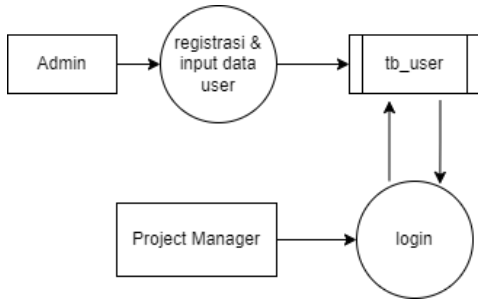 Admin
registrasi &
input data
user
tb_user
Project Manager
login